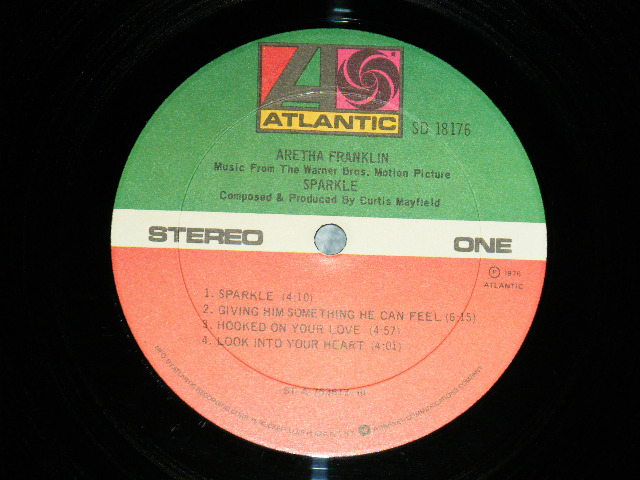 ATLANTIC
SD 18176
ARETHA FRANKLIN
Music From The Warner Bros. Motion Picture
SPARKLE
Composed & Produced By Curtis Mayfield
STEREO ONE
℗ 1976
ATLANTIC
1. SPARKLE (4:10)
2. GIVING HIM SOMETHING HE CAN FEEL (6:15)
3. HOOKED ON YOUR LOVE (4:57)
4. LOOK INTO YOUR HEART (4:01)